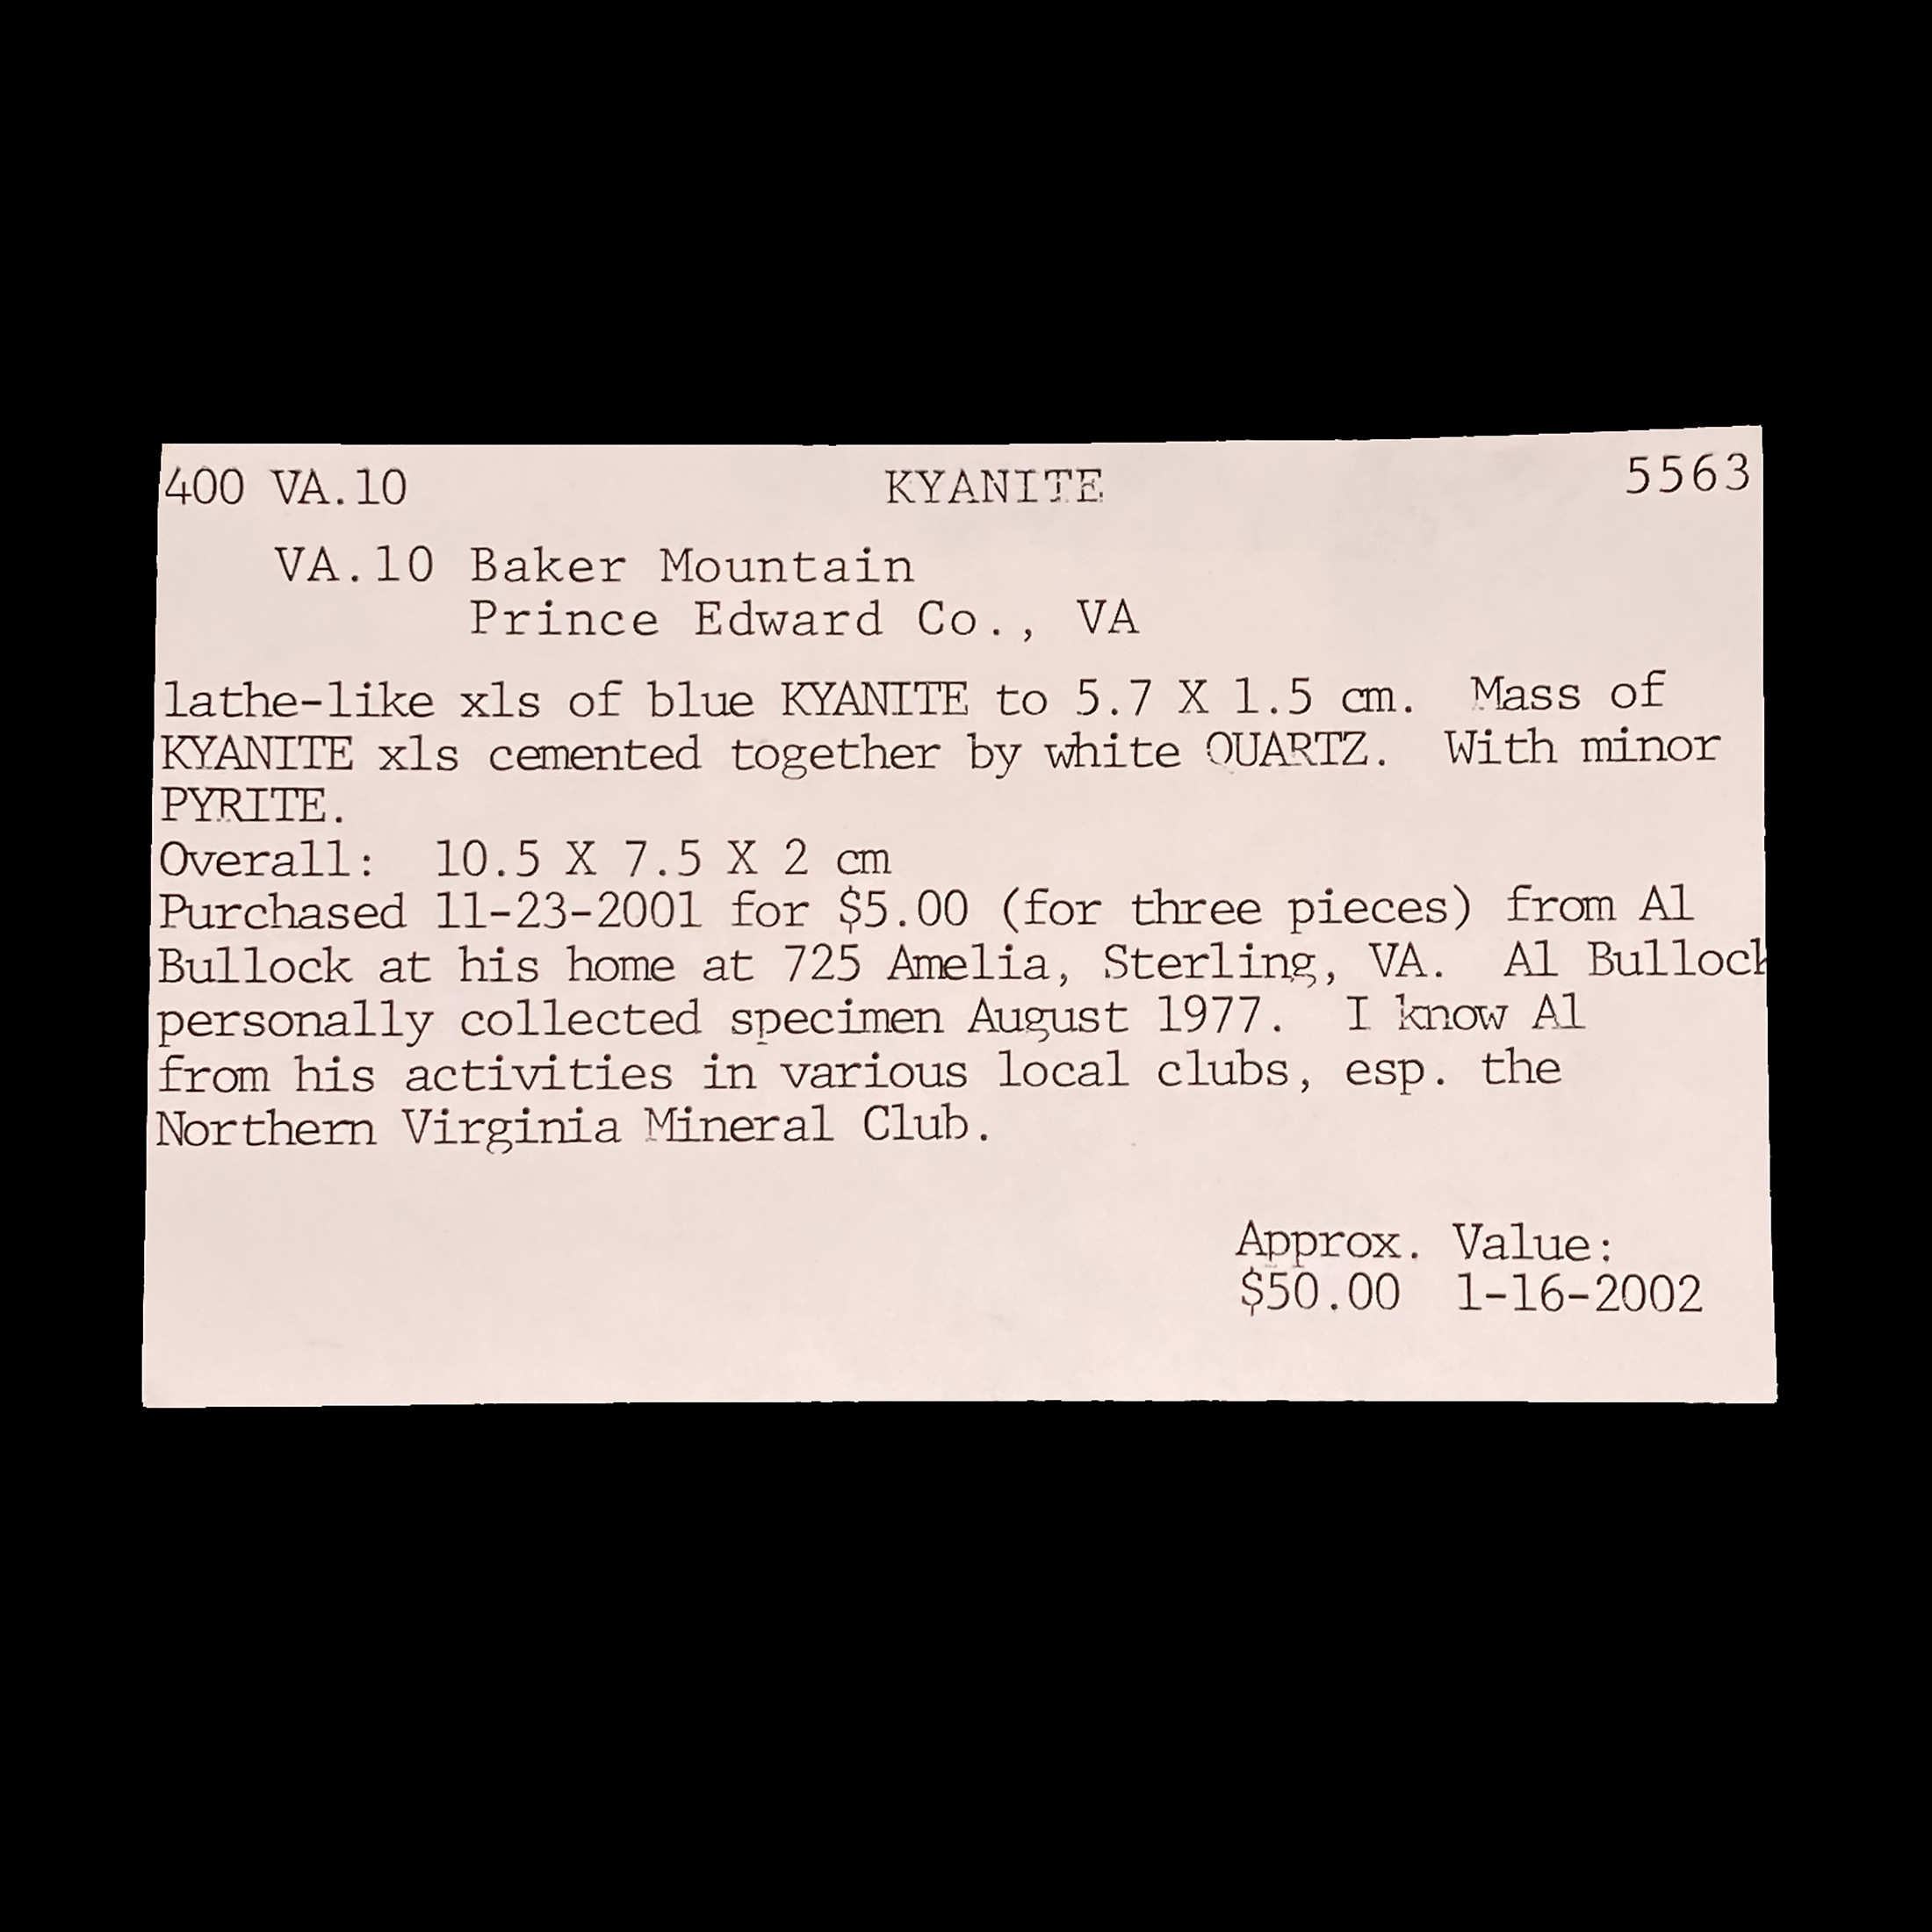 400 VA.10 KYANITE 5563
VA.10 Baker Mountain
Prince Edward Co., VA
lathe-like xls of blue KYANITE to 5.7 X 1.5 cm. Mass of
KYANITE xls cemented together by white QUARTZ. With minor
PYRITE.
Overall: 10.5 X 7.5 X 2 cm
Purchased 11-23-2001 for $5.00 (for three pieces) from Al
Bullock at his home at 725 Amelia, Sterling, VA. Al Bullock
personally collected specimen August 1977. I know Al
from his activities in various local clubs, esp. the
Northern Virginia Mineral Club.
Approx. Value:
$50.00 1-16-2002